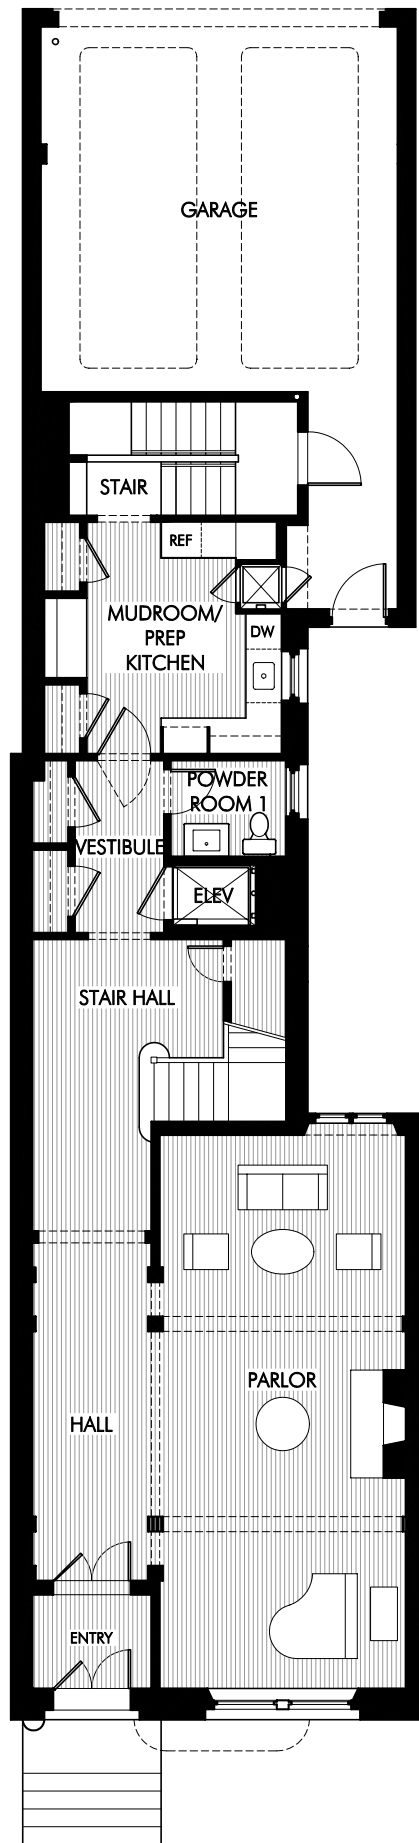 GARAGE
STAIR
REF
MUDROOM/
PREP
KITCHEN
DW
POWDER
ROOM 1
VESTIBULE
ELEV
STAIR HALL
PARLOR
HALL
ENTRY